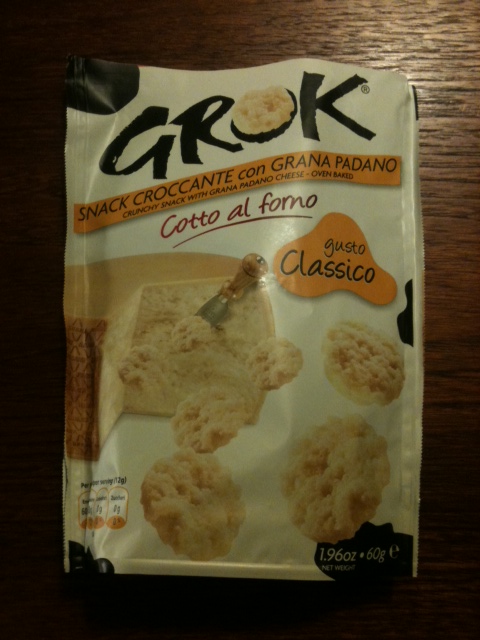 GROK®
SNACK CROCCANTE con GRANA PADANO
CRUNCHY SNACK WITH GRANA PADANO CHEESE - OVEN BAKED
Cotto al forno
gusto
Classico
(12g)
1.96oz • 60g e
NET WEIGHT